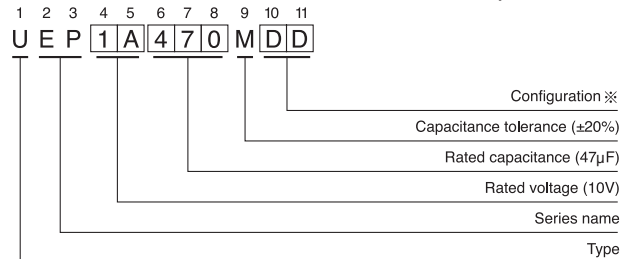 1 2 3 4 5 6 7 8 9 10 11
U E P 1 A 4 7 0 M D D
Configuration ※
Capacitance tolerance (±20%)
Rated capacitance (47µF)
Rated voltage (10V)
Series name
Type